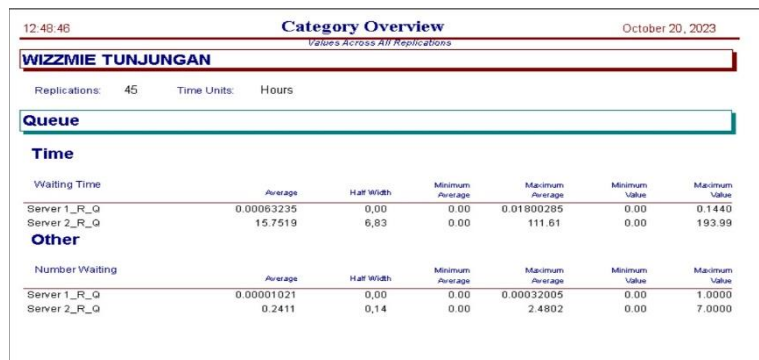 12:48:46 Category Overview October 20, 2023
Values Across All Replications
WIZZMIE TUNJUNGAN
Replications: 45 Time Units: Hours
Queue
Time
Waiting Time Average Half Width Minimum Average Maximum Average Minimum Value Maximum Value
Server 1_R_Q 0.00063235 0,00 0.00 0.01800285 0.00 0.1440
Server 2_R_Q 15.7519 6,83 0.00 111.61 0.00 193.99
Other
Number Waiting Average Half Width Minimum Average Maximum Average Minimum Value Maximum Value
Server 1_R_Q 0.00001021 0,00 0.00 0.00032005 0.00 1.0000
Server 2_R_Q 0.2411 0,14 0.00 2.4802 0.00 7.0000